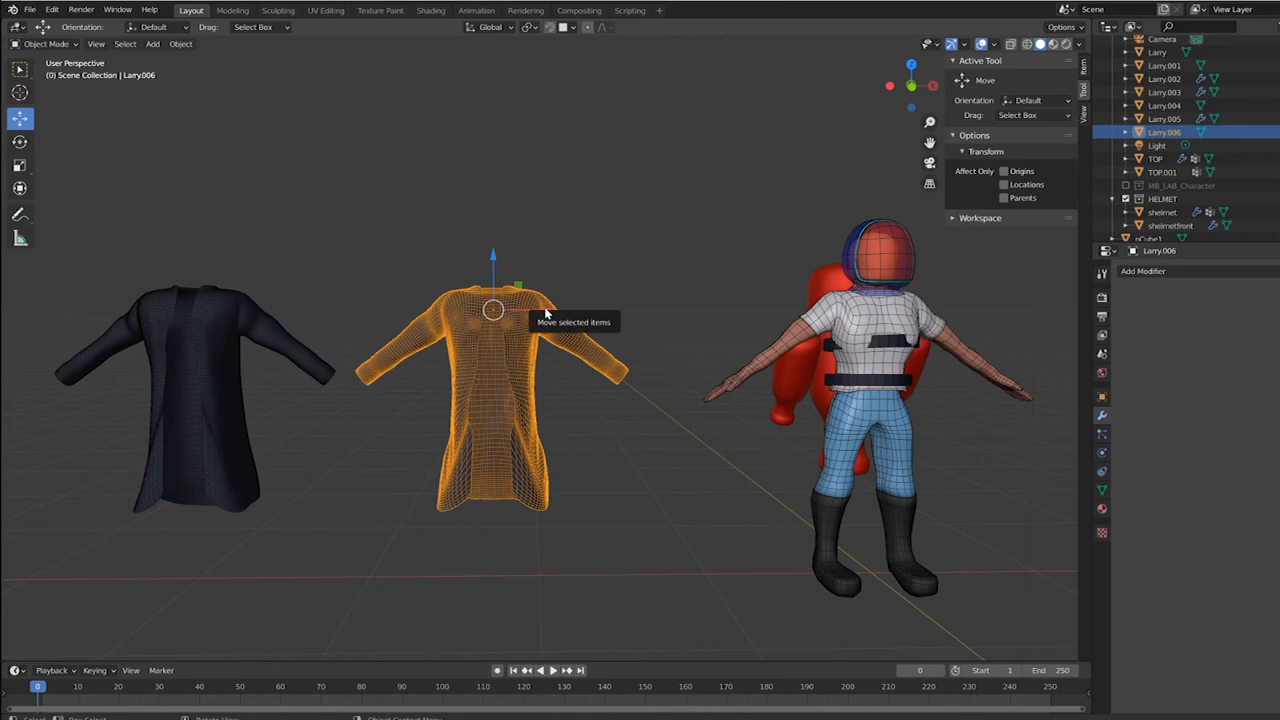 File Edit Render Window Help Layout Modeling Sculpting UV Editing Texture Paint Shading Animation Rendering Compositing Scripting + Scene View Layer
Orientation: Default Drag: Select Box Global Options
Object Mode View Select Add Object
User Perspective
(0) Scene Collection | Larry.006
Move selected items
Z
Active Tool
Move
Orientation Default
Drag: Select Box
Options
Transform
Affect Only Origins
Locations
Parents
Workspace
Item
Tool
View
Camera
Larry
Larry.001
Larry.002
Larry.003
Larry.004
Larry.005
Larry.006
Light
TOP
TOP.001
MB_LAB_Character
HELMET
shelmet
shelmetfront
pCube1
Larry.006
Add Modifier
Playback Keying View Marker 0 Start 1 End 250
0 10 20 30 40 50 60 70 80 90 100 110 120 130 140 150 160 170 180 190 200 210 220 230 240 250